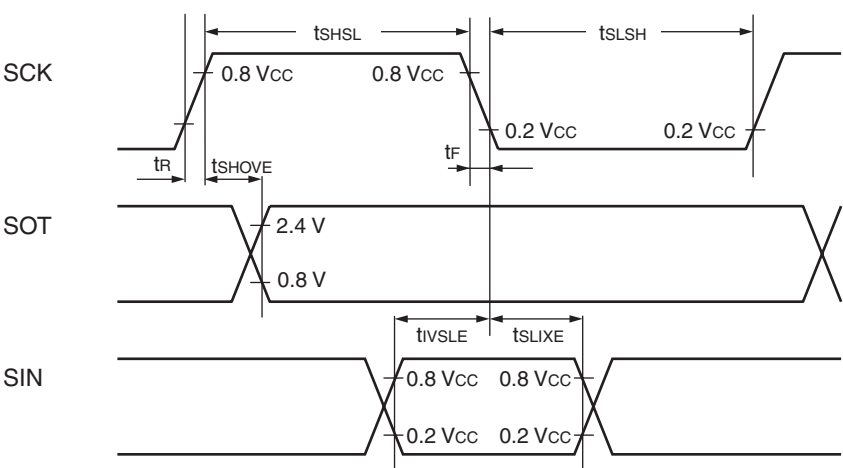 tSHSL tSLSH
SCK 0.8 VCC 0.8 VCC
0.2 VCC 0.2 VCC
tR tSHOVE tF
SOT 2.4 V
0.8 V
tIVSLE tSLIXE
SIN 0.8 VCC 0.8 VCC
0.2 VCC 0.2 VCC